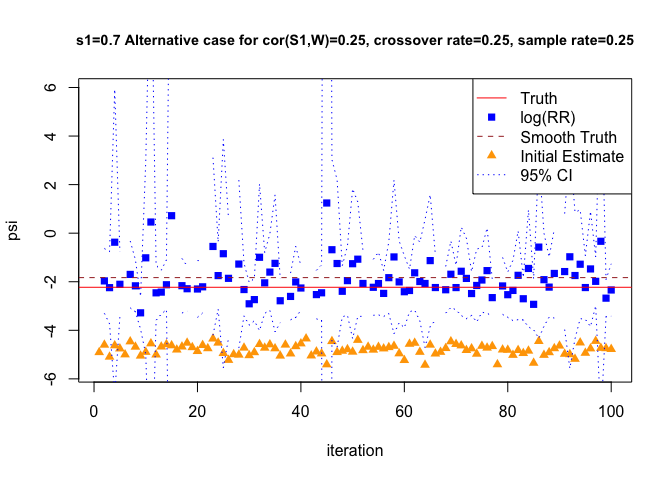 s1=0.7 Alternative case for cor(S1,W)=0.25, crossover rate=0.25, sample rate=0.25
6
4
2
0
-2
-4
-6
psi
Truth
log(RR)
Smooth Truth
Initial Estimate
95% CI
0
20
40
60
80
100
iteration